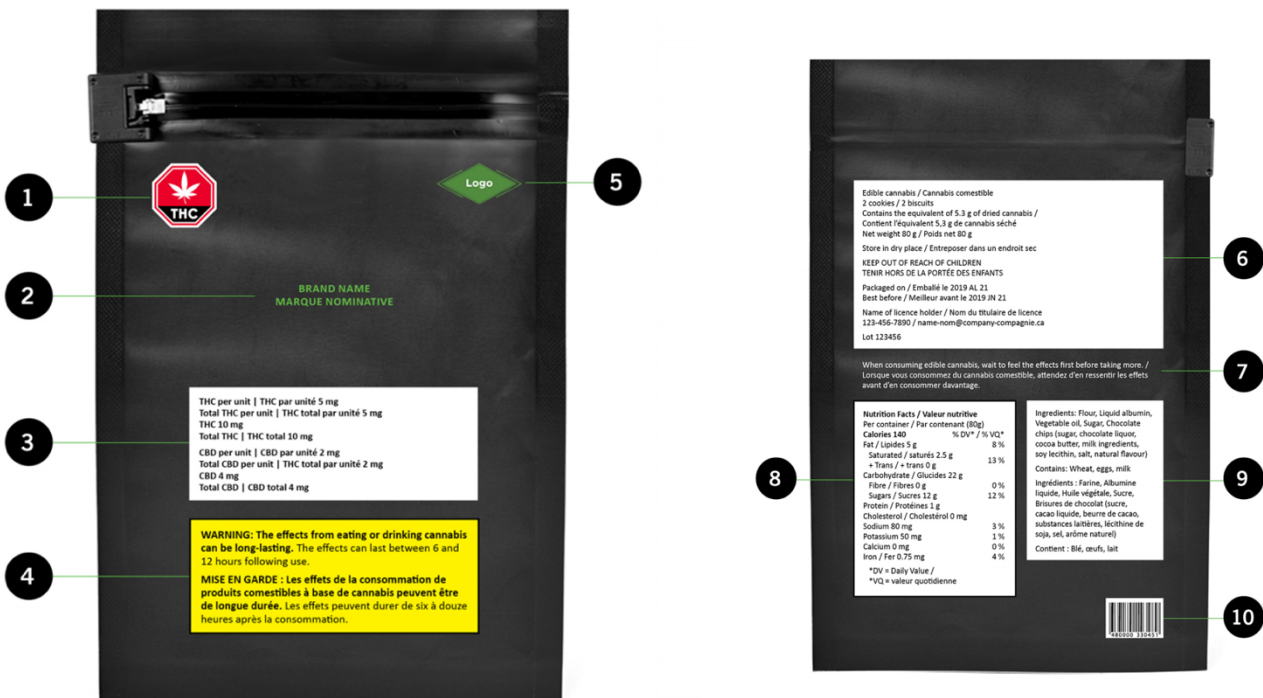 1
THC
Logo
5
2
BRAND NAME
MARQUE NOMINATIVE
3
THC per unit | THC par unité 5 mg
Total THC per unit | THC total par unité 5 mg
THC 10 mg
Total THC | THC total 10 mg
CBD per unit | CBD par unité 2 mg
Total CBD per unit | THC total par unité 2 mg
CBD 4 mg
Total CBD | CBD total 4 mg
4
WARNING: The effects from eating or drinking cannabis
can be long-lasting. The effects can last between 6 and
12 hours following use.
MISE EN GARDE : Les effets de la consommation de
produits comestibles à base de cannabis peuvent être
de longue durée. Les effets peuvent durer de six à douze
heures après la consommation.
Edible cannabis / Cannabis comestible
2 cookies / 2 biscuits
Contains the equivalent of 5.3 g of dried cannabis /
Contient l'équivalent 5,3 g de cannabis séché
Net weight 80 g / Poids net 80 g
Store in dry place / Entreposer dans un endroit sec
KEEP OUT OF REACH OF CHILDREN
TENIR HORS DE LA PORTÉE DES ENFANTS
Packaged on / Emballé le 2019 AL 21
Best before / Meilleur avant le 2019 JN 21
Name of licence holder / Nom du titulaire de licence
123-456-7890 / name-nom@company-compagnie.ca
Lot 123456
6
When consuming edible cannabis, wait to feel the effects first before taking more. /
Lorsque vous consommez du cannabis comestible, attendez d'en ressentir les effets
avant d'en consommer davantage.
7
8
Nutrition Facts / Valeur nutritive
Per container / Par contenant (80g)
Calories 140 % DV* / % VQ*
Fat / Lipides 5 g 8 %
Saturated / saturés 2.5 g
+ Trans / + trans 0 g 13 %
Carbohydrate / Glucides 22 g
Fibre / Fibres 0 g 0 %
Sugars / Sucres 12 g 12 %
Protein / Protéines 1 g
Cholesterol / Cholestérol 0 mg
Sodium 80 mg 3 %
Potassium 50 mg 1 %
Calcium 0 mg 0 %
Iron / Fer 0.75 mg 4 %
*DV = Daily Value /
*VQ = valeur quotidienne
Ingredients: Flour, Liquid albumin,
Vegetable oil, Sugar, Chocolate
chips (sugar, chocolate liquor,
cocoa butter, milk ingredients,
soy lecithin, salt, natural flavour)
Contains: Wheat, eggs, milk
Ingrédients : Farine, Albumine
liquide, Huile végétale, Sucre,
Brisures de chocolat (sucre,
cacao liquide, beurre de cacao,
substances laitières, lécithine de
soja, sel, arôme naturel)
Contient : Blé, œufs, lait
9
480000 330451
10